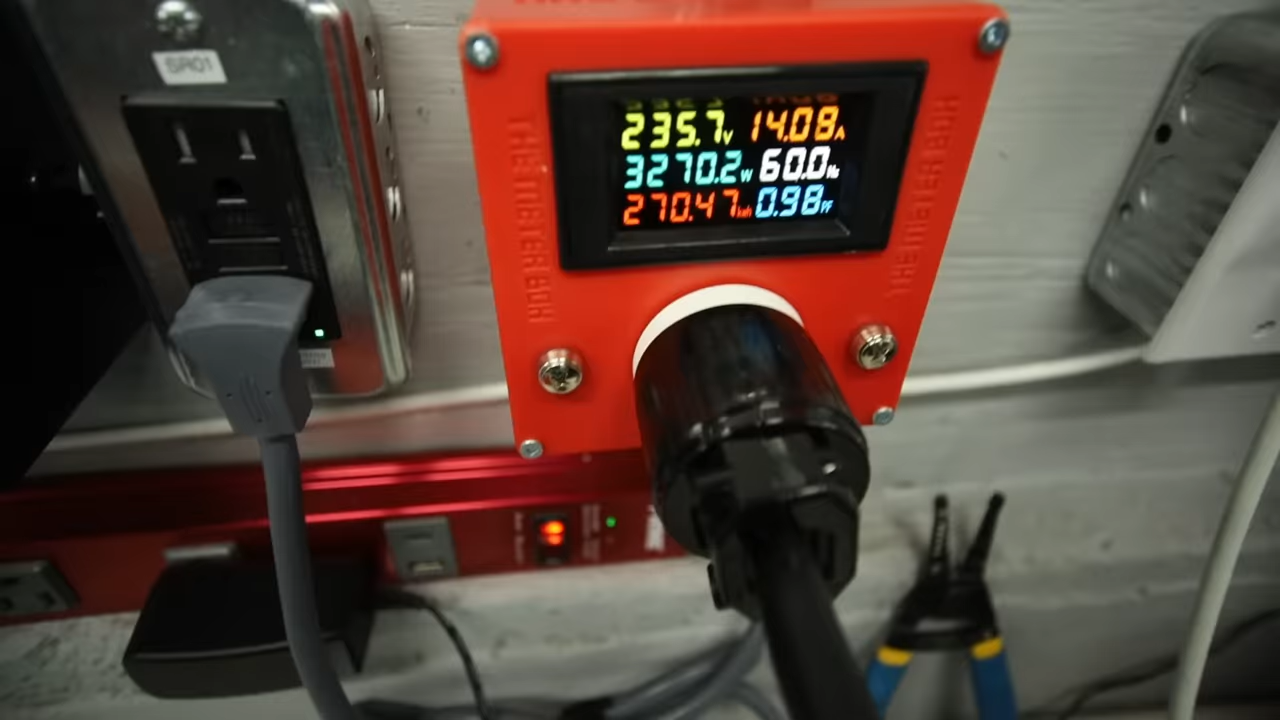 SR01
235.7V 14.08A
3270.2W 60.0Hz
270.47kWh 0.98PF
THE METER BOX
THE METER BOX